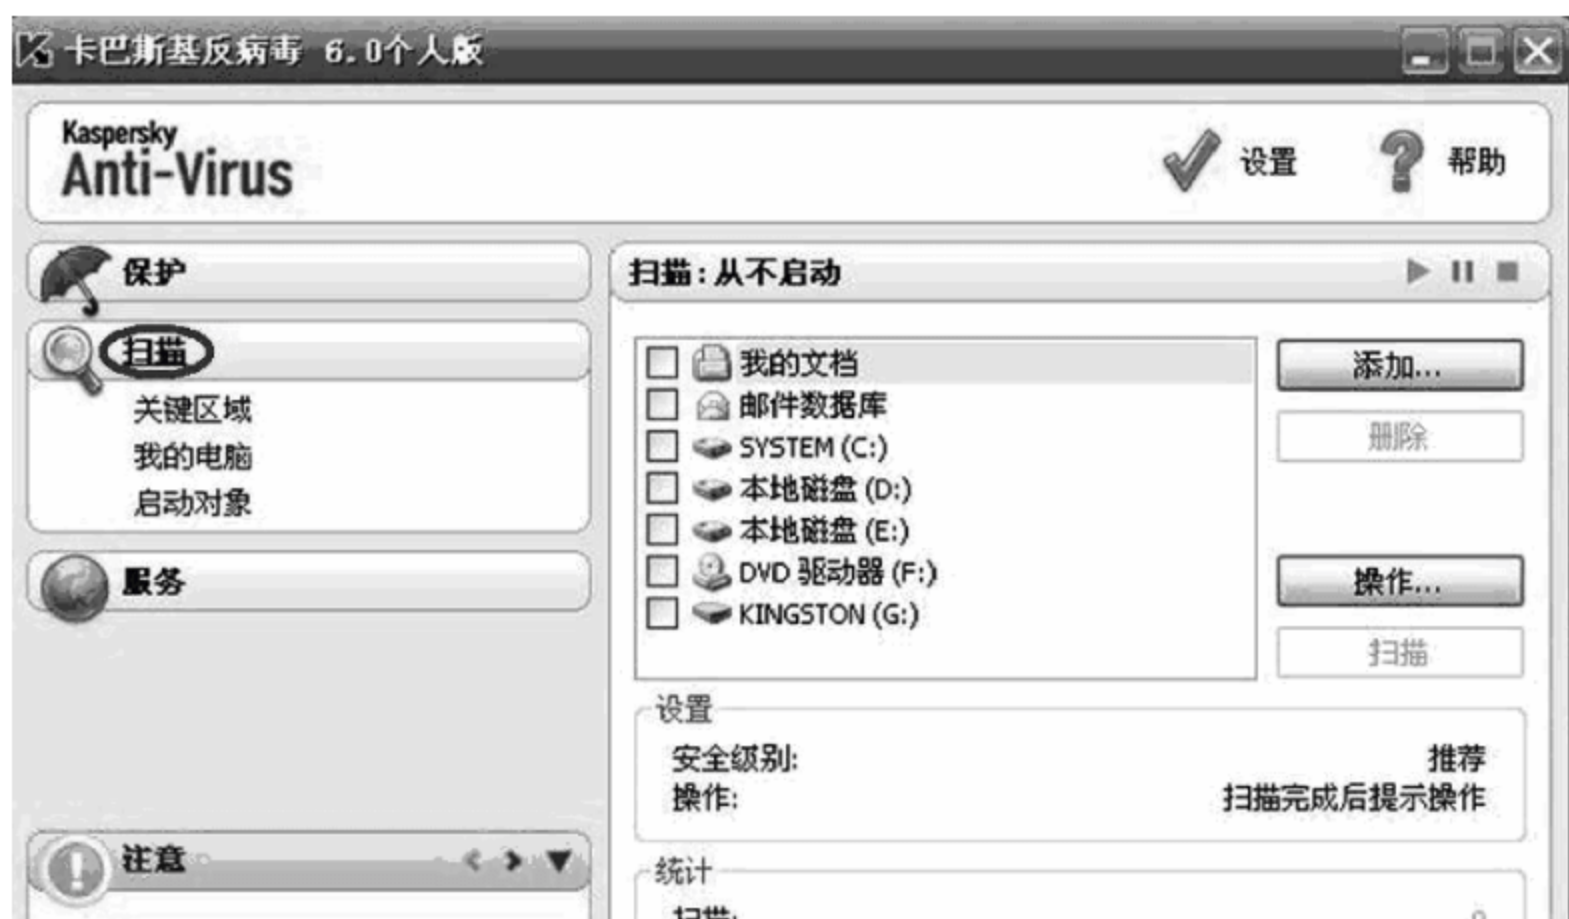 卡巴斯基反病毒 6.0个人版
Kaspersky
Anti-Virus
设置
帮助
保护
扫描
关键区域
我的电脑
启动对象
服务
注意
扫描:从不启动
我的文档
邮件数据库
SYSTEM (C:)
本地磁盘 (D:)
本地磁盘 (E:)
DVD 驱动器 (F:)
KINGSTON (G:)
添加...
删除
操作...
扫描
设置
安全级别: 推荐
操作: 扫描完成后提示操作
统计
扫描: